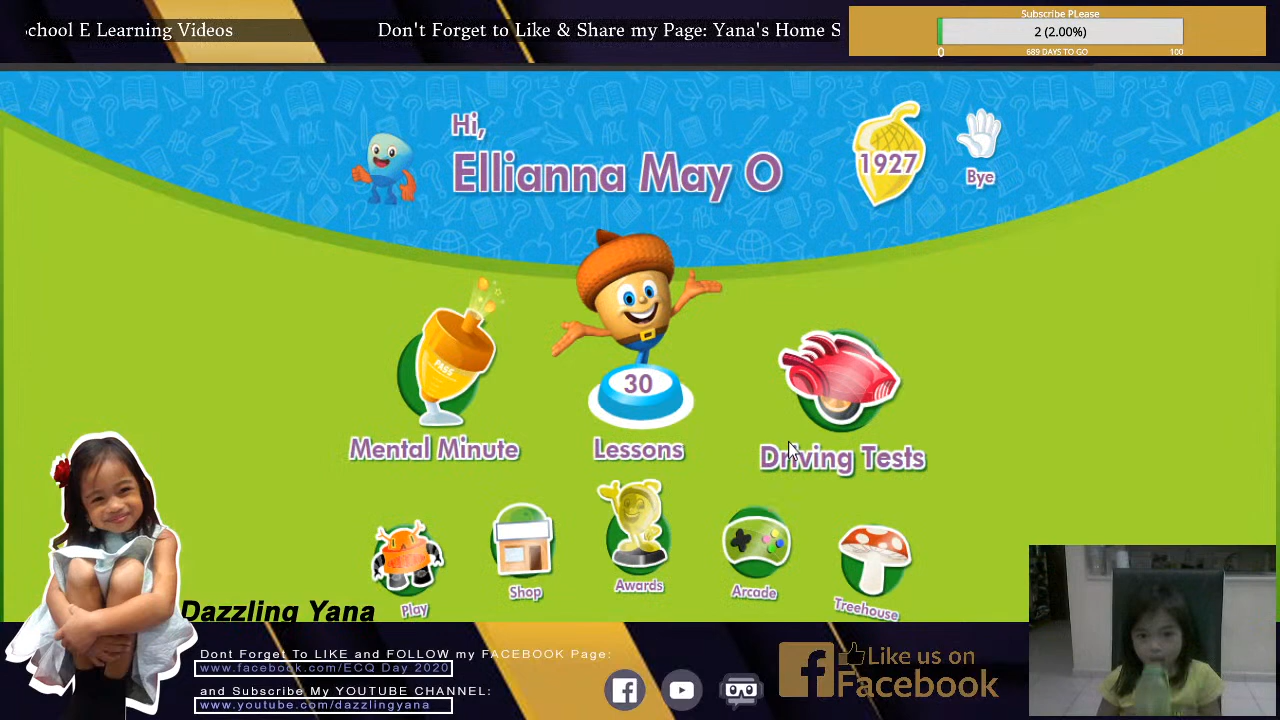 School E Learning Videos
Don't Forget to Like & Share my Page: Yana's Home S
Subscribe PLease
2 (2.00%)
0
689 DAYS TO GO
100
Hi,
Ellianna May O
1927
Bye
PASS
30
Mental Minute
Lessons
Driving Tests
Play
Shop
Awards
Arcade
Treehouse
Dazzling Yana
Dont Forget To LIKE and FOLLOW my FACEBOOK Page:
www.facebook.com/ECQ Day 2020
and Subscribe My YOUTUBE CHANNEL:
www.youtube.com/dazzlingyana
Like us on
Facebook